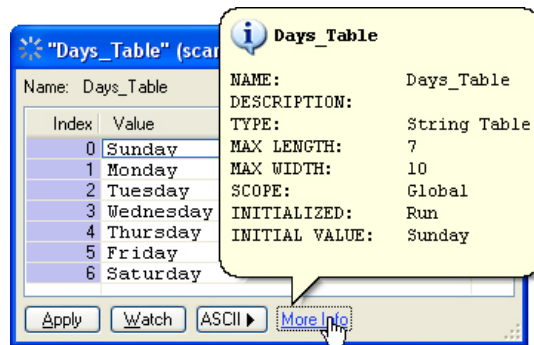 "Days_Table" (scan
Name: Days_Table
Index Value
0 Sunday
1 Monday
2 Tuesday
3 Wednesday
4 Thursday
5 Friday
6 Saturday
Apply Watch ASCII More Info
Days_Table
NAME: Days_Table
DESCRIPTION:
TYPE: String Table
MAX LENGTH: 7
MAX WIDTH: 10
SCOPE: Global
INITIALIZED: Run
INITIAL VALUE: Sunday